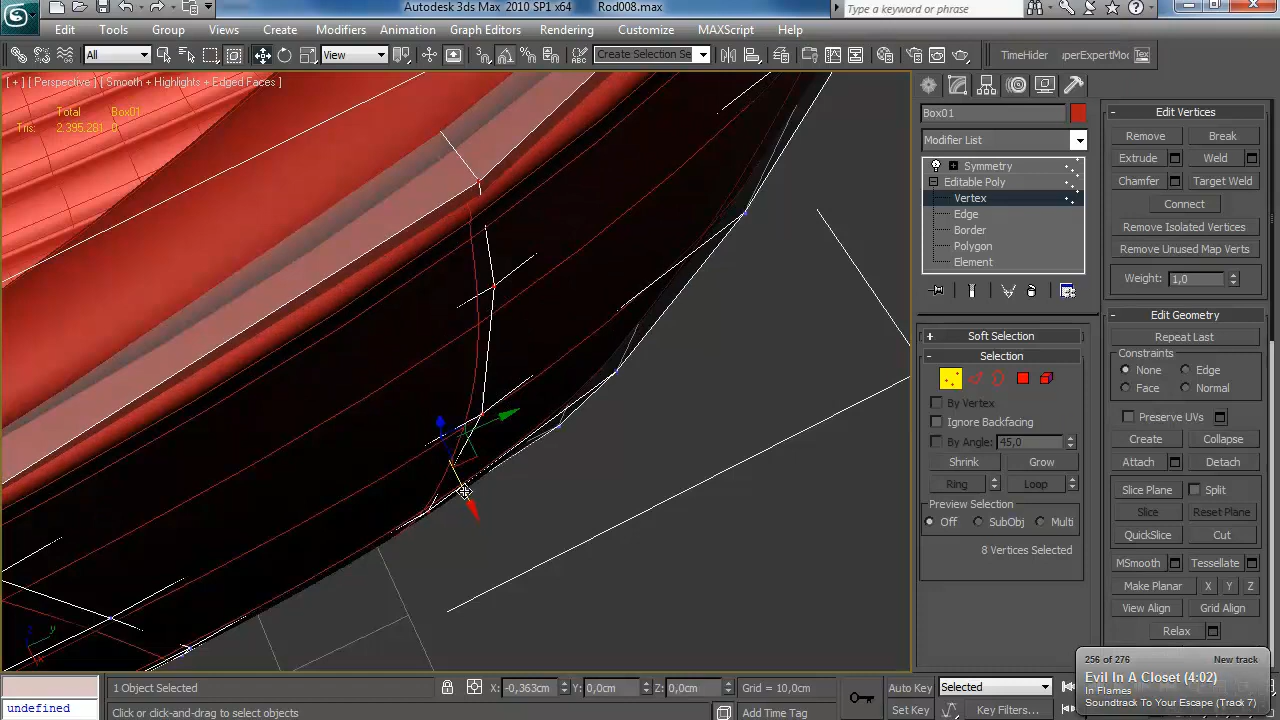 Autodesk 3ds Max 2010 SP1 x64 Rod008.max
Type a keyword or phrase
Edit Tools Group Views Create Modifiers Animation Graph Editors Rendering Customize MAXScript Help
All View Create Selection Se TimeHider uperExpertMod
[ + ] [ Perspective ] [ Smooth + Highlights + Edged Faces ]
Total Box01
Tris: 2.395.281 0
Box01
Modifier List
Symmetry
Editable Poly
Vertex
Edge
Border
Polygon
Element
Soft Selection
Selection
By Vertex
Ignore Backfacing
By Angle: 45,0
Shrink Grow
Ring Loop
Preview Selection
Off SubObj Multi
8 Vertices Selected
Edit Vertices
Remove Break
Extrude Weld
Chamfer Target Weld
Connect
Remove Isolated Vertices
Remove Unused Map Verts
Weight: 1,0
Edit Geometry
Repeat Last
Constraints
None Edge
Face Normal
Preserve UVs
Create Collapse
Attach Detach
Slice Plane Split
Slice Reset Plane
QuickSlice Cut
MSmooth Tessellate
Make Planar X Y Z
View Align Grid Align
Relax
256 of 276 New track
Evil In A Closet (4:02)
In Flames
Soundtrack To Your Escape (Track 7)
undefined
1 Object Selected X: -0,363cm Y: 0,0cm Z: 0,0cm Grid = 10,0cm Auto Key Selected
Click or click-and-drag to select objects Add Time Tag Set Key Key Filters...
z
y
x